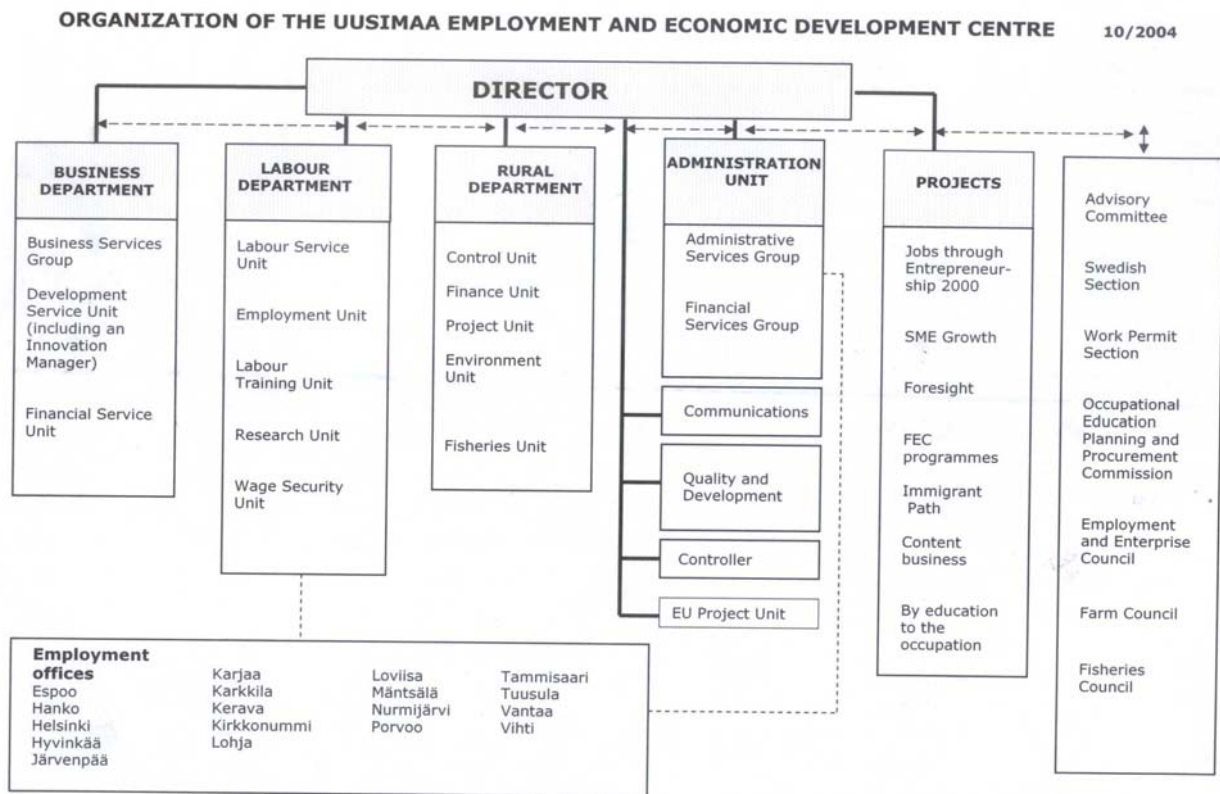 ORGANIZATION OF THE UUSIMAA EMPLOYMENT AND ECONOMIC DEVELOPMENT CENTRE 10/2004
DIRECTOR
BUSINESS
DEPARTMENT
Business Services
Group
Development
Service Unit
(including an
Innovation
Manager)
Financial Service
Unit
LABOUR
DEPARTMENT
Labour Service
Unit
Employment Unit
Labour
Training Unit
Research Unit
Wage Security
Unit
RURAL
DEPARTMENT
Control Unit
Finance Unit
Project Unit
Environment
Unit
Fisheries Unit
ADMINISTRATION
UNIT
Administrative
Services Group
Financial
Services Group
Communications
Quality and
Development
Controller
EU Project Unit
PROJECTS
Jobs through
Entrepreneur-
ship 2000
SME Growth
Foresight
FEC
programmes
Immigrant
Path
Content
business
By education
to the
occupation
Advisory
Committee
Swedish
Section
Work Permit
Section
Occupational
Education
Planning and
Procurement
Commission
Employment
and Enterprise
Council
Farm Council
Fisheries
Council
Employment
offices
Espoo
Hanko
Helsinki
Hyvinkää
Järvenpää
Karjaa
Karkkila
Kerava
Kirkkonummi
Lohja
Loviisa
Mäntsälä
Nurmijärvi
Porvoo
Tammisaari
Tuusula
Vantaa
Vihti